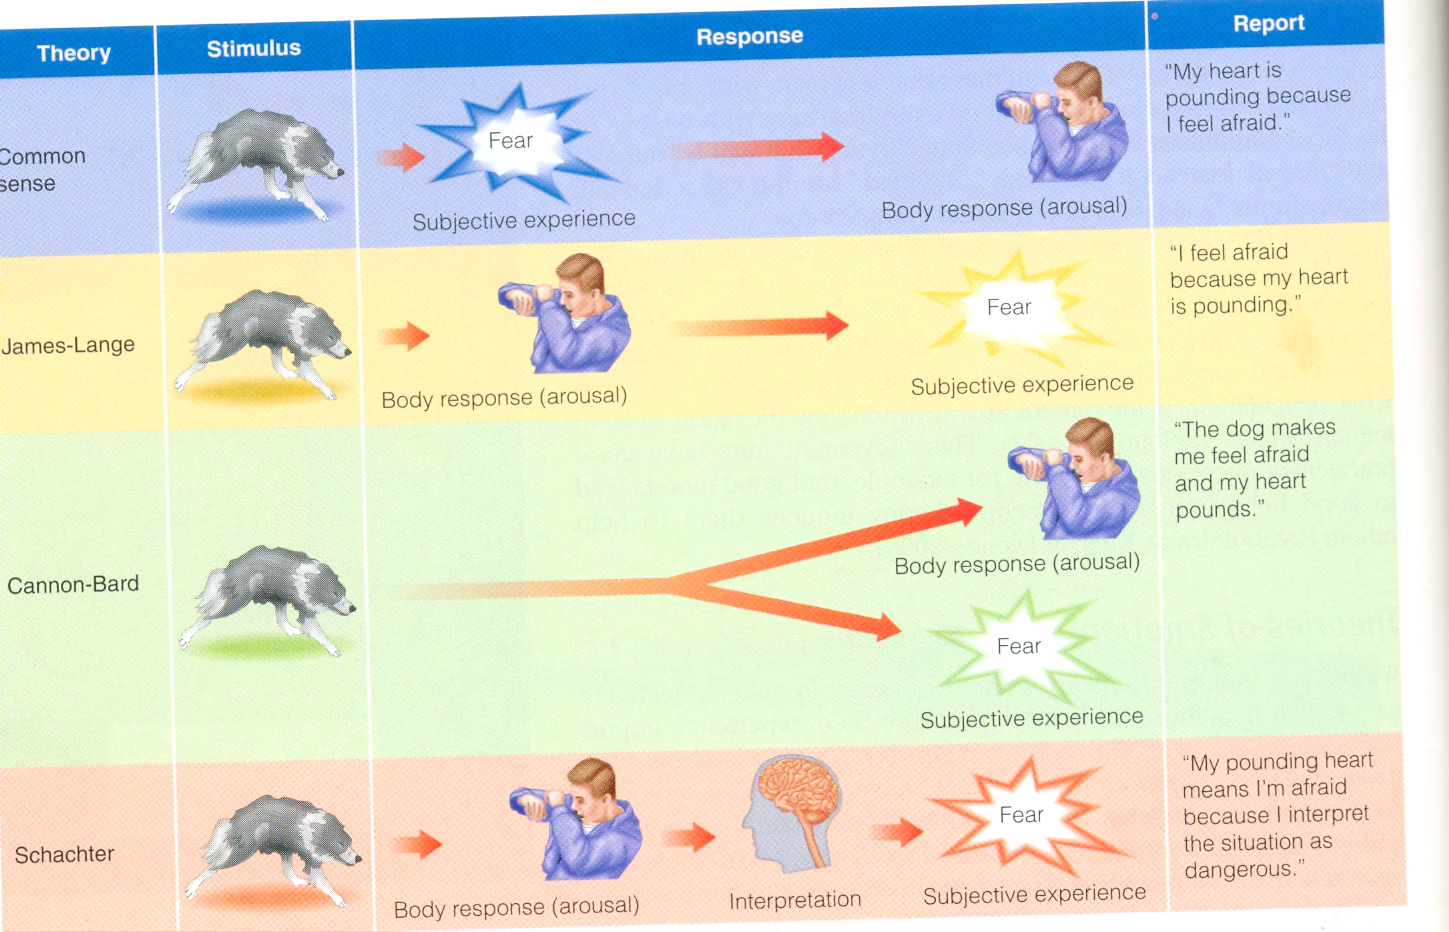 Theory
Stimulus
Response
Report
Common
sense
Fear
Subjective experience
Body response (arousal)
“My heart is
pounding because
I feel afraid.”
James-Lange
Body response (arousal)
Fear
Subjective experience
“I feel afraid
because my heart
is pounding.”
Cannon-Bard
Body response (arousal)
Fear
Subjective experience
“The dog makes
me feel afraid
and my heart
pounds.”
Schachter
Body response (arousal)
Interpretation
Fear
Subjective experience
“My pounding heart
means I’m afraid
because I interpret
the situation as
dangerous.”